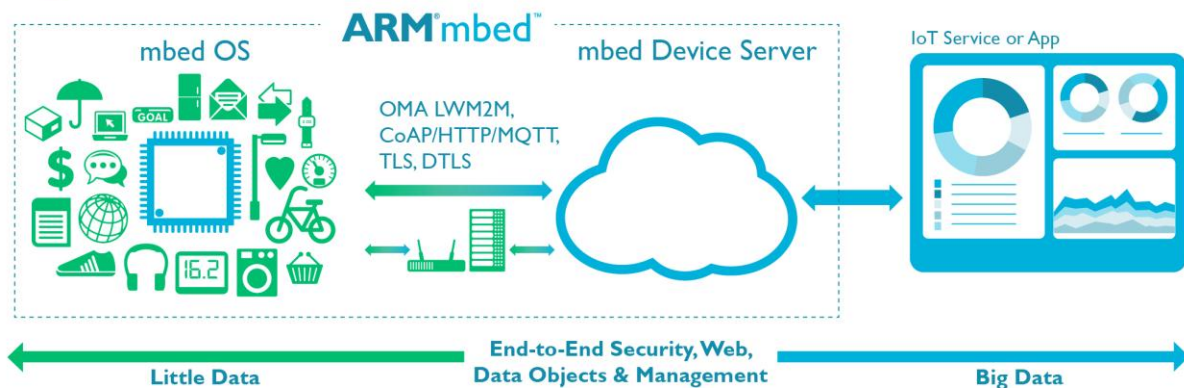 ARM®mbed™
mbed OS
mbed Device Server
IoT Service or App
GOAL
OMA LWM2M,
CoAP/HTTP/MQTT,
TLS, DTLS
$
16.2
End-to-End Security, Web,
Data Objects & Management
Little Data
Big Data